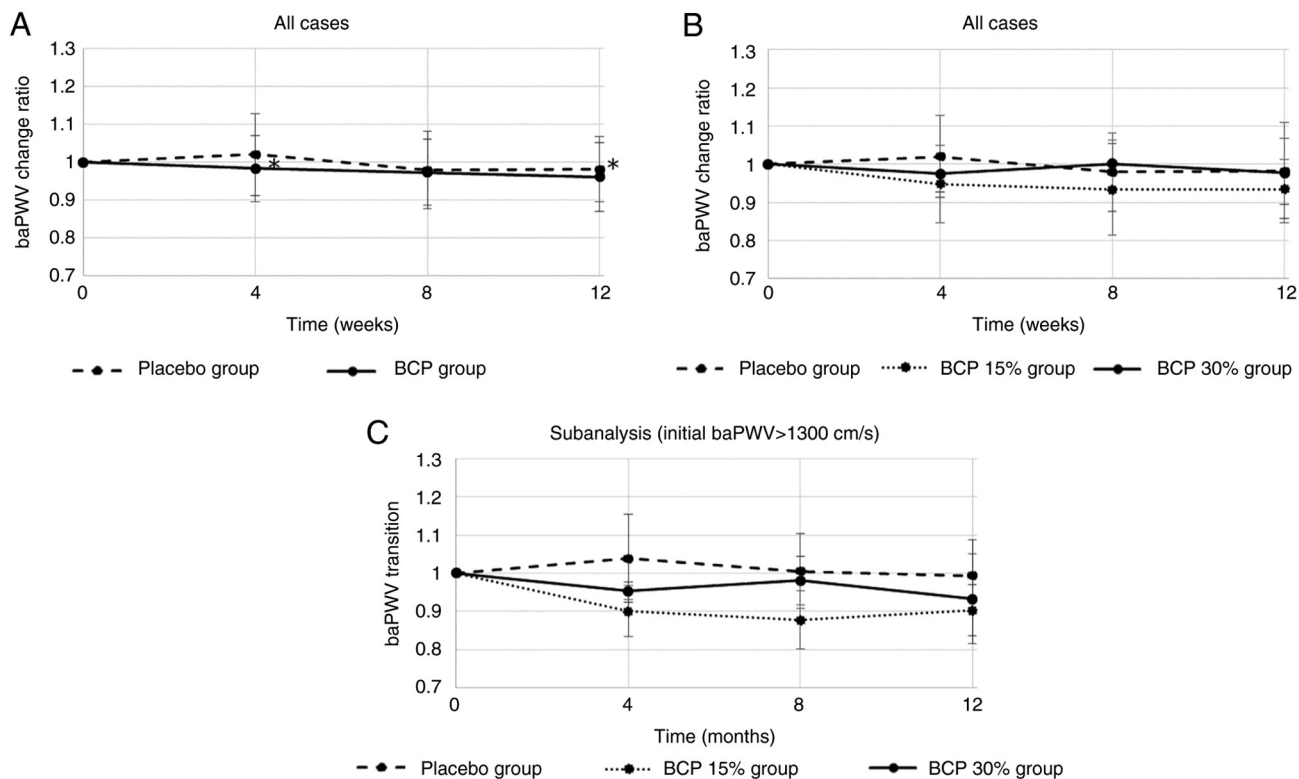 A
All cases
1.3
1.2
1.1
1
0.9
0.8
0.7
baPWV change ratio
*
*
0
4
8
12
Time (weeks)
Placebo group
BCP group
B
All cases
1.3
1.2
1.1
1
0.9
0.8
0.7
baPWV change ratio
0
4
8
12
Time (weeks)
Placebo group
BCP 15% group
BCP 30% group
C
Subanalysis (initial baPWV>1300 cm/s)
1.3
1.2
1.1
1
0.9
0.8
0.7
baPWV transition
0
4
8
12
Time (months)
Placebo group
BCP 15% group
BCP 30% group